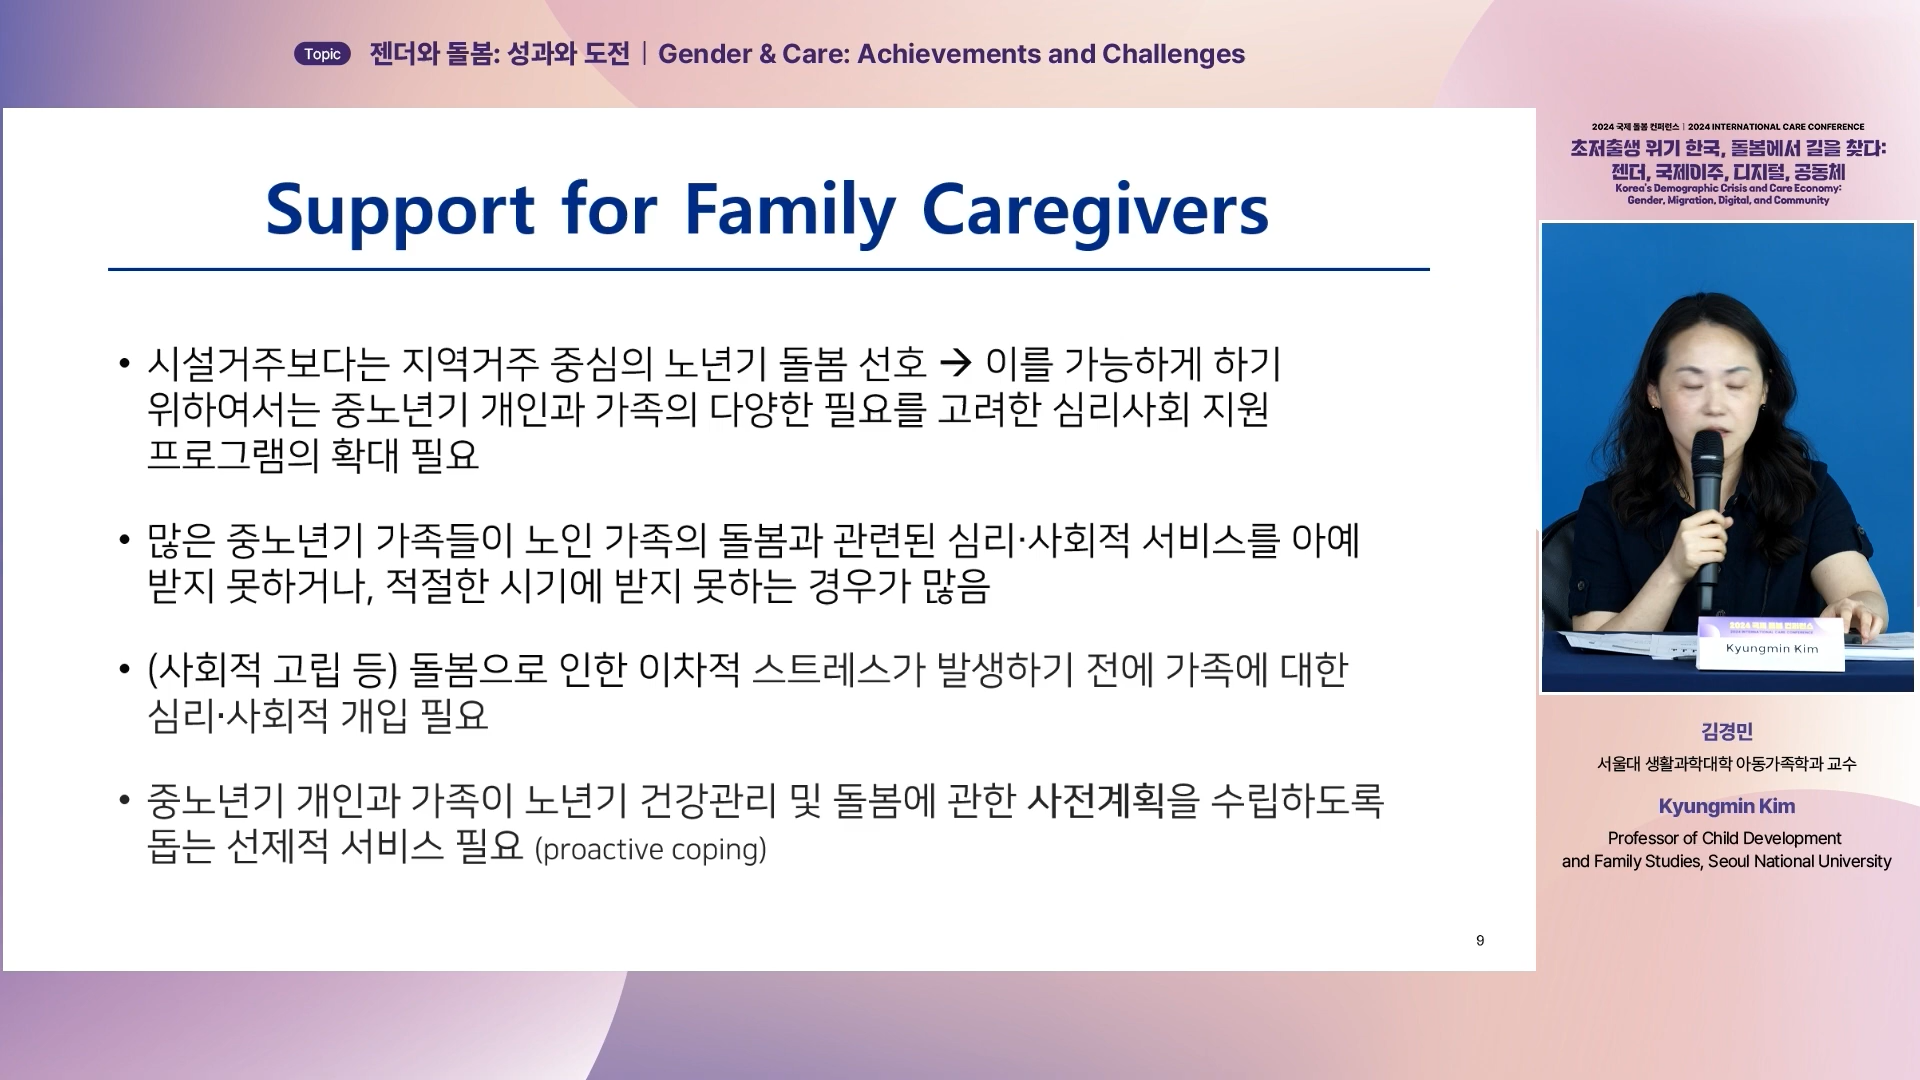 Topic 젠더와 돌봄: 성과와 도전 | Gender & Care: Achievements and Challenges
Support for Family Caregivers
• 시설거주보다는 지역거주 중심의 노년기 돌봄 선호 → 이를 가능하게 하기
위하여서는 중노년기 개인과 가족의 다양한 필요를 고려한 심리사회 지원
프로그램의 확대 필요
• 많은 중노년기 가족들이 노인 가족의 돌봄과 관련된 심리·사회적 서비스를 아예
받지 못하거나, 적절한 시기에 받지 못하는 경우가 많음
• (사회적 고립 등) 돌봄으로 인한 이차적 스트레스가 발생하기 전에 가족에 대한
심리·사회적 개입 필요
• 중노년기 개인과 가족이 노년기 건강관리 및 돌봄에 관한 사전계획을 수립하도록
돕는 선제적 서비스 필요 (proactive coping)
9
2024 국제 돌봄 컨퍼런스 | 2024 INTERNATIONAL CARE CONFERENCE
초저출생 위기 한국, 돌봄에서 길을 찾다:
젠더, 국제이주, 디지털, 공동체
Korea's Demographic Crisis and Care Economy:
Gender, Migration, Digital, and Community
2024 국제 돌봄 컨퍼런스
2024 INTERNATIONAL CARE CONFERENCE
Kyungmin Kim
김경민
서울대 생활과학대학 아동가족학과 교수
Kyungmin Kim
Professor of Child Development
and Family Studies, Seoul National University